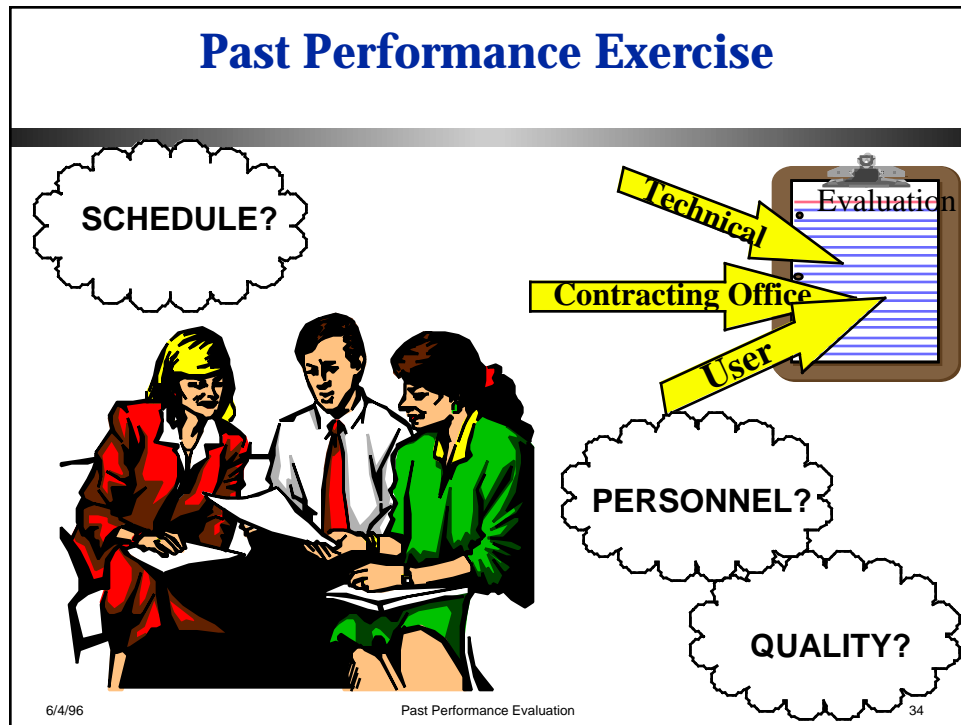 Past Performance Exercise
SCHEDULE?
Evaluation
Technical
Contracting Office
User
PERSONNEL?
QUALITY?
6/4/96
Past Performance Evaluation
34